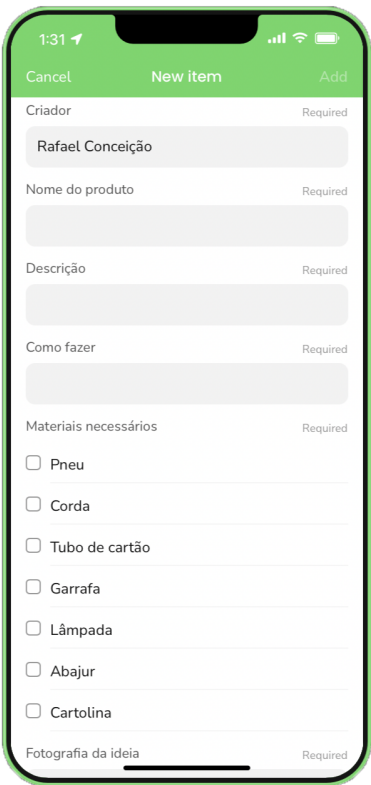 1:31
Cancel New item Add
Criador Required
Rafael Conceição
Nome do produto Required
Descrição Required
Como fazer Required
Materiais necessários Required
Pneu
Corda
Tubo de cartão
Garrafa
Lâmpada
Abajur
Cartolina
Fotografia da ideia Required